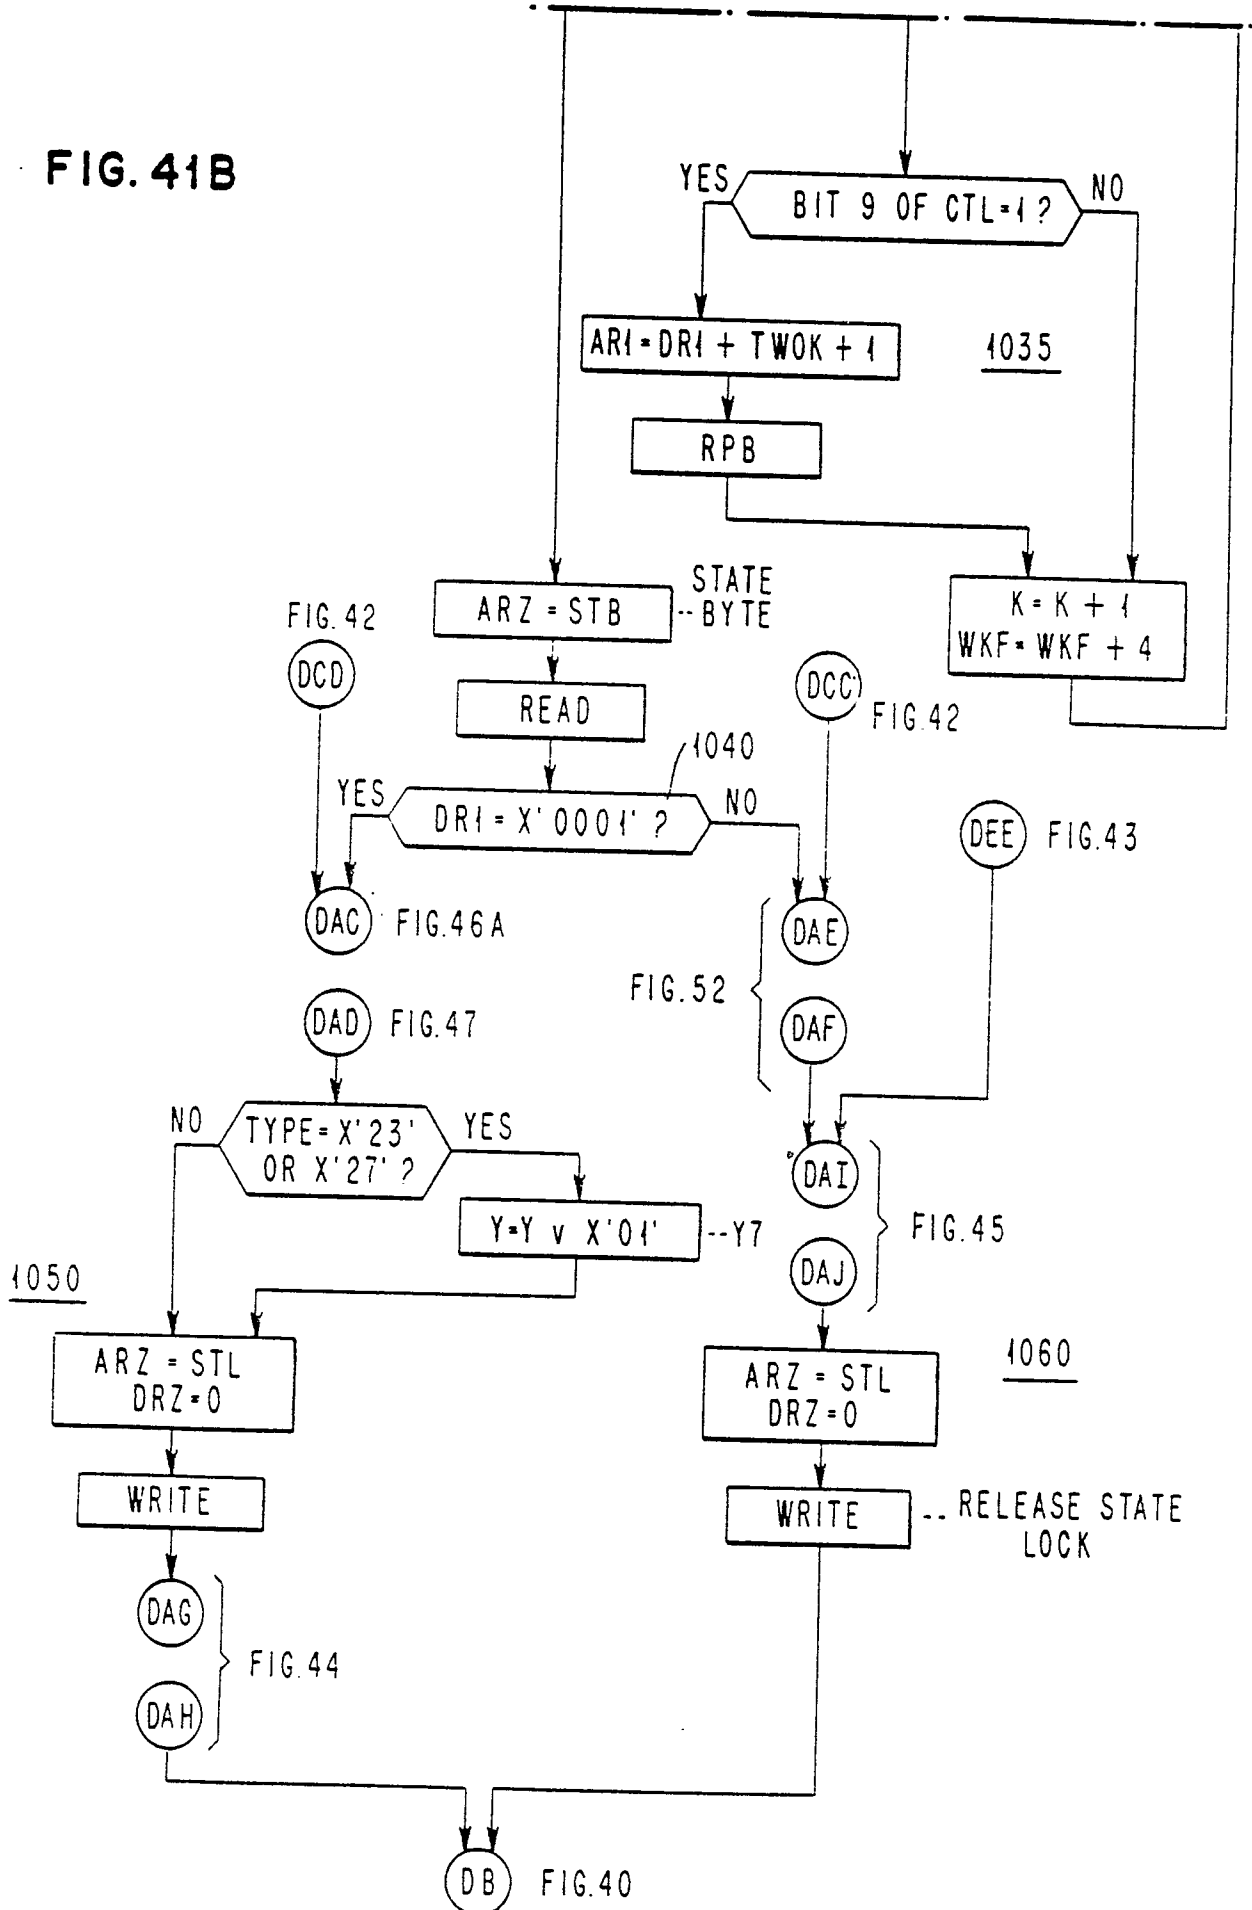 FIG. 41B
YES
BIT 9 OF CTL=1?
NO
AR1=DR1 + TWOK + 1
1035
RPB
K=K + 1
WKF=WKF + 4
ARZ = STB
--
STATE
BYTE
FIG. 42
DCD
READ
DCC
FIG.42
1040
YES
DR1=X'0001' ?
NO
DEE
FIG.43
DAC
FIG.46A
DAE
FIG.52
DAF
DAD
FIG.47
NO
TYPE=X'23'
OR X'27' ?
YES
DAI
Y=Y v X'01'
--Y7
FIG.45
DAJ
1050
ARZ = STL
DRZ=0
1060
ARZ = STL
DRZ=0
WRITE
WRITE
-- RELEASE STATE
LOCK
DAG
FIG.44
DAH
DB
FIG.40